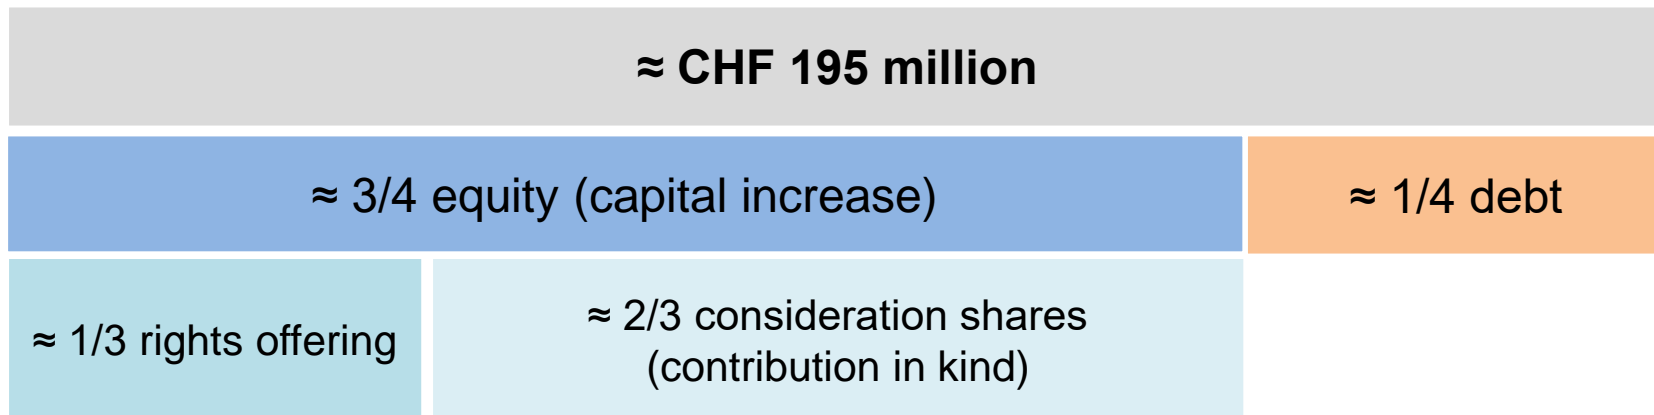 ≈ CHF 195 million
≈ 3/4 equity (capital increase)
≈ 1/4 debt
≈ 1/3 rights offering
≈ 2/3 consideration shares
(contribution in kind)